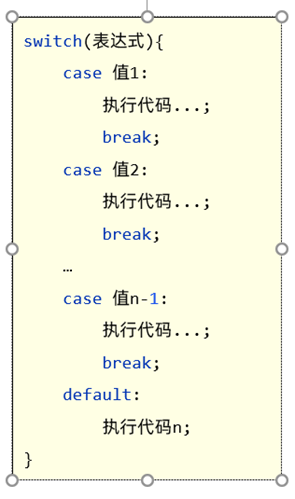 switch(表达式){
case 值1:
执行代码...;
break;
case 值2:
执行代码...;
break;
…
case 值n-1:
执行代码...;
break;
default:
执行代码n;
}